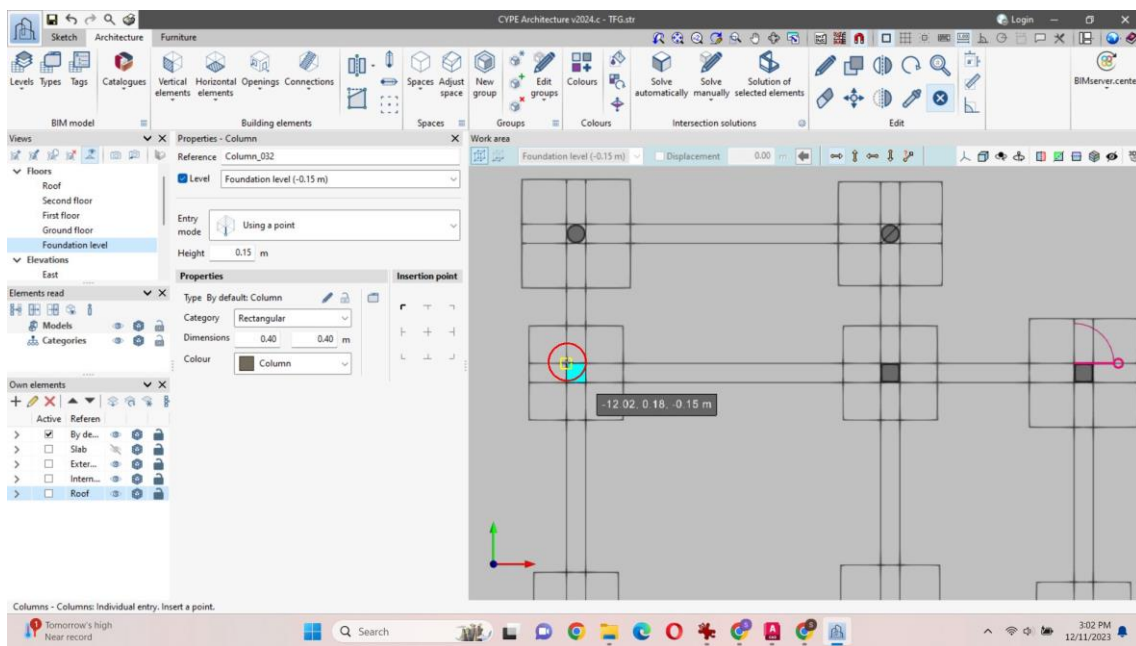 CYPE Architecture v2024.c - TFG.str
Login
Sketch Architecture Furniture
Levels Types Tags Catalogues Vertical elements Horizontal elements Openings Connections Spaces Adjust space New group Edit groups Colours Solve automatically Solve manually Solution of selected elements BIMserver.cente
BIM model Building elements Spaces Groups Colours Intersection solutions Edit
Views Properties - Column Work area
Reference Column_032
Foundation level (-0.15 m) Displacement 0.00 m
Floors
Level Foundation level (-0.15 m)
Roof
Second floor
First floor
Ground floor
Foundation level
Elevations
East
Entry mode Using a point
Height 0.15 m
Properties Insertion point
Type By default: Column
Category Rectangular
Dimensions 0.40 0.40 m
Colour Column
Elements read
Models
Categories
Own elements
Active Referen
By de...
Slab
Exter...
Intern...
Roof
-12.02, 0.18, -0.15 m
Columns - Columns: Individual entry. Insert a point.
Tomorrow's high
Near record
Search
3:02 PM
12/11/2023